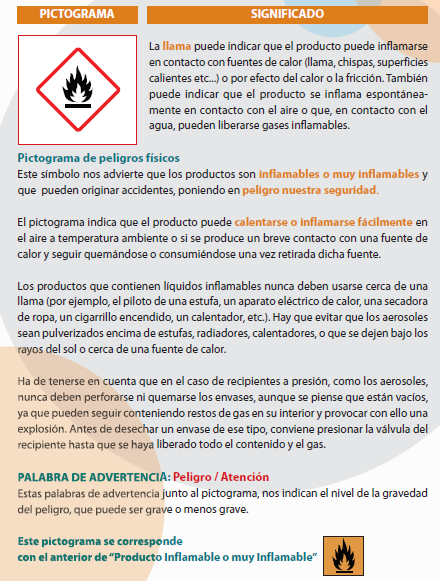 PICTOGRAMA
SIGNIFICADO
La llama puede indicar que el producto puede inflamarse
en contacto con fuentes de calor (llama, chispas, superficies
calientes etc...) o por efecto del calor o la fricción. También
puede indicar que el producto se inflama espontánea-
mente en contacto con el aire o que, en contacto con el
agua, pueden liberarse gases inflamables.
Pictograma de peligros físicos
Este símbolo nos advierte que los productos son inflamables o muy inflamables y
que pueden originar accidentes, poniendo en peligro nuestra seguridad.
El pictograma indica que el producto puede calentarse o inflamarse fácilmente en
el aire a temperatura ambiente o si se produce un breve contacto con una fuente de
calor y seguir quemándose o consumiéndose una vez retirada dicha fuente.
Los productos que contienen líquidos inflamables nunca deben usarse cerca de una
llama (por ejemplo, el piloto de una estufa, un aparato eléctrico de calor, una secadora
de ropa, un cigarrillo encendido, un calentador, etc.). Hay que evitar que los aerosoles
sean pulverizados encima de estufas, radiadores, calentadores, o que se dejen bajo los
rayos del sol o cerca de una fuente de calor.
Ha de tenerse en cuenta que en el caso de recipientes a presión, como los aerosoles,
nunca deben perforarse ni quemarse los envases, aunque se piense que están vacíos,
ya que pueden seguir conteniendo restos de gas en su interior y provocar con ello una
explosión. Antes de desechar un envase de ese tipo, conviene presionar la válvula del
recipiente hasta que se haya liberado todo el contenido y el gas.
PALABRA DE ADVERTENCIA: Peligro / Atención
Estas palabras de advertencia junto al pictograma, nos indican el nivel de la gravedad
del peligro, que puede ser grave o menos grave.
Este pictograma se corresponde
con el anterior de “Producto Inflamable o muy Inflamable”